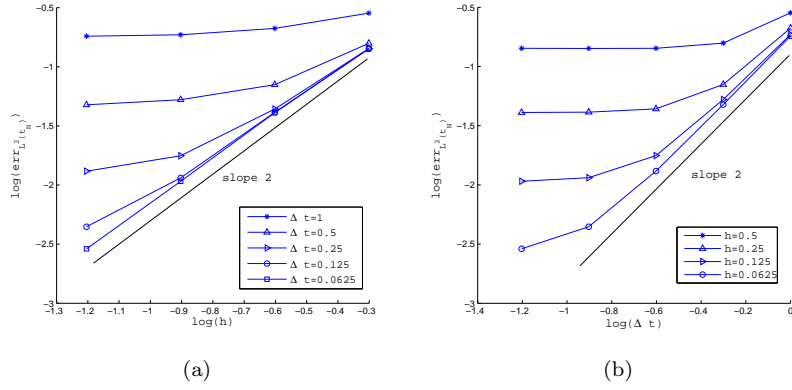 -0.5
-1
-1.5
-2
-2.5
-3
-1.3 -1.2 -1.1 -1 -0.9 -0.8 -0.7 -0.6 -0.5 -0.4 -0.3
log(h)
log(err_L²(t_N))
slope 2
Δ t=1
Δ t=0.5
Δ t=0.25
Δ t=0.125
Δ t=0.0625
(a)
-0.5
-1
-1.5
-2
-2.5
-3
-1.4 -1.2 -1 -0.8 -0.6 -0.4 -0.2 0
log(Δ t)
log(err_L²(t_N))
slope 2
h=0.5
h=0.25
h=0.125
h=0.0625
(b)